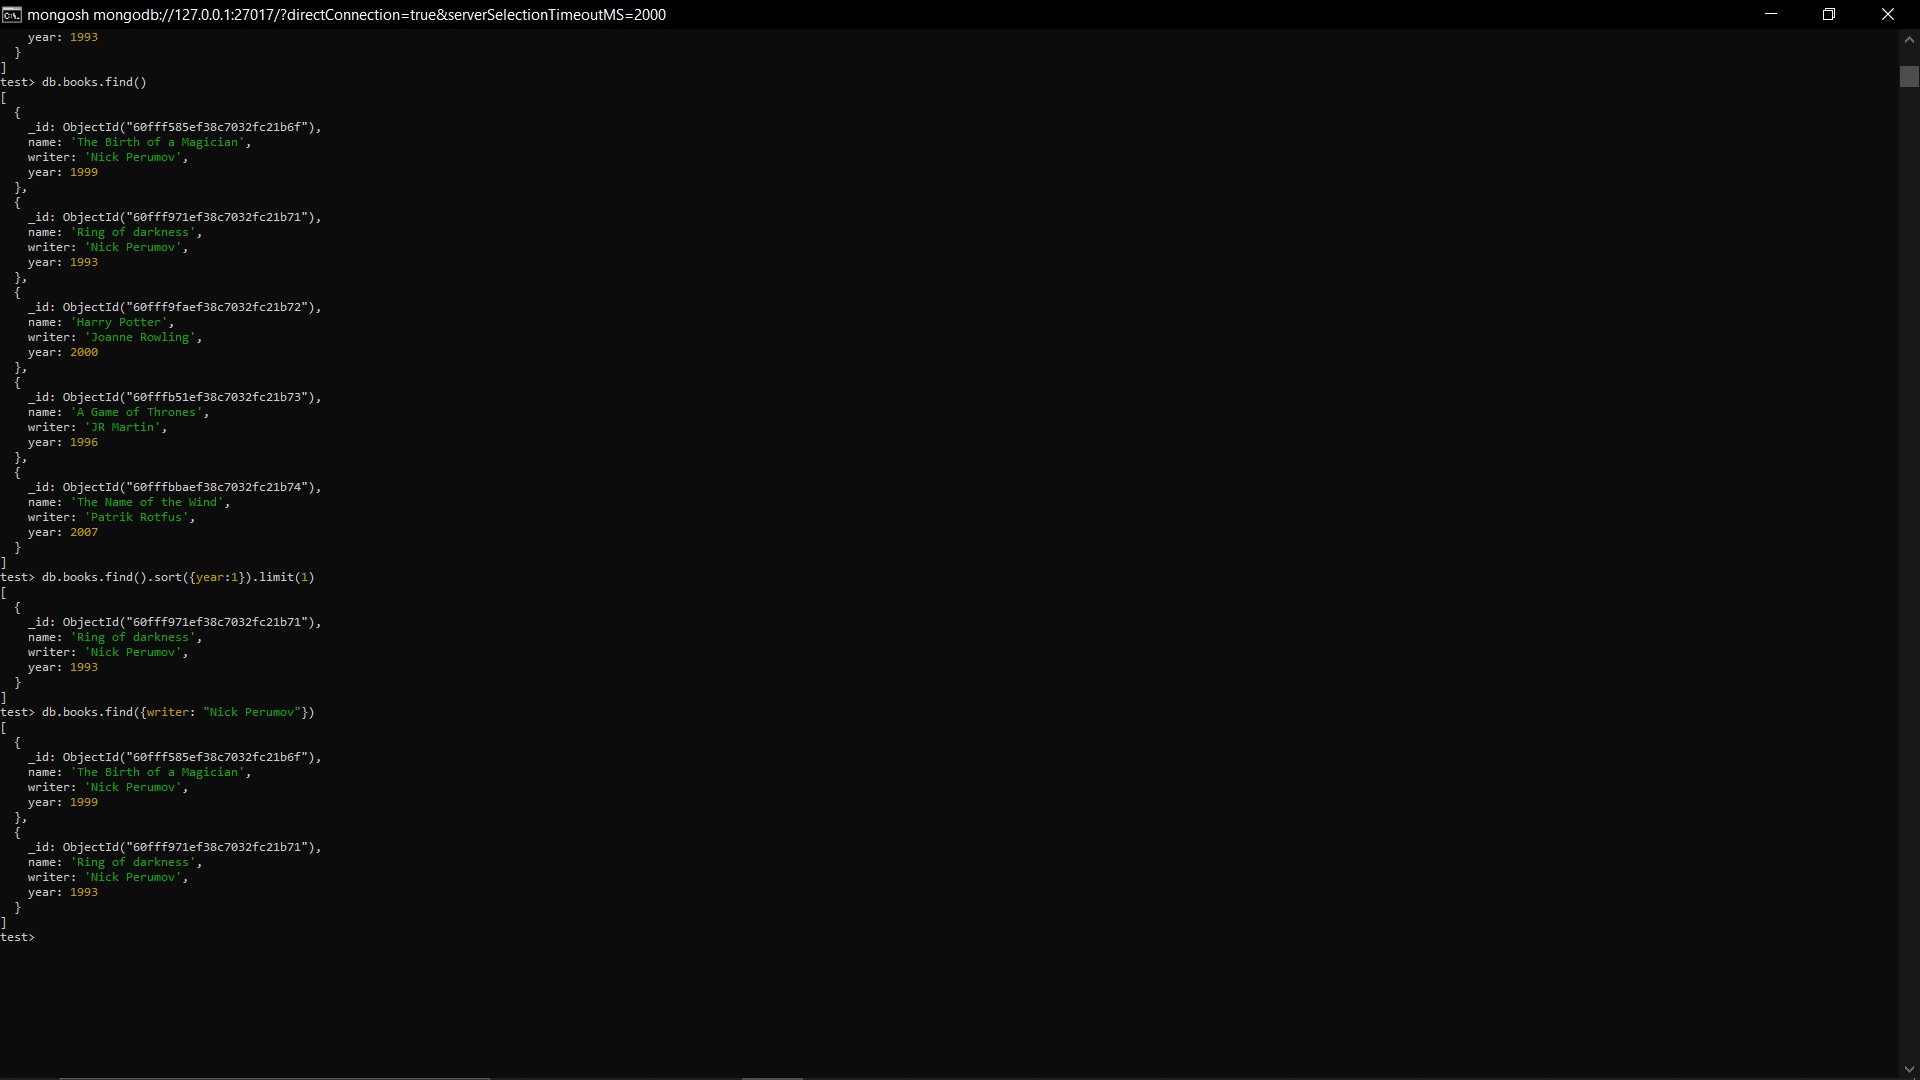 mongosh mongodb://127.0.0.1:27017/?directConnection=true&serverSelectionTimeoutMS=2000
    year: 1993
  }
]
test> db.books.find()
[
  {
    _id: ObjectId("60fff585ef38c7032fc21b6f"),
    name: 'The Birth of a Magician',
    writer: 'Nick Perumov',
    year: 1999
  },
  {
    _id: ObjectId("60fff971ef38c7032fc21b71"),
    name: 'Ring of darkness',
    writer: 'Nick Perumov',
    year: 1993
  },
  {
    _id: ObjectId("60fff9faef38c7032fc21b72"),
    name: 'Harry Potter',
    writer: 'Joanne Rowling',
    year: 2000
  },
  {
    _id: ObjectId("60fffb51ef38c7032fc21b73"),
    name: 'A Game of Thrones',
    writer: 'JR Martin',
    year: 1996
  },
  {
    _id: ObjectId("60fffbbaef38c7032fc21b74"),
    name: 'The Name of the Wind',
    writer: 'Patrik Rotfus',
    year: 2007
  }
]
test> db.books.find().sort({year:1}).limit(1)
[
  {
    _id: ObjectId("60fff971ef38c7032fc21b71"),
    name: 'Ring of darkness',
    writer: 'Nick Perumov',
    year: 1993
  }
]
test> db.books.find({writer: "Nick Perumov"})
[
  {
    _id: ObjectId("60fff585ef38c7032fc21b6f"),
    name: 'The Birth of a Magician',
    writer: 'Nick Perumov',
    year: 1999
  },
  {
    _id: ObjectId("60fff971ef38c7032fc21b71"),
    name: 'Ring of darkness',
    writer: 'Nick Perumov',
    year: 1993
  }
]
test>